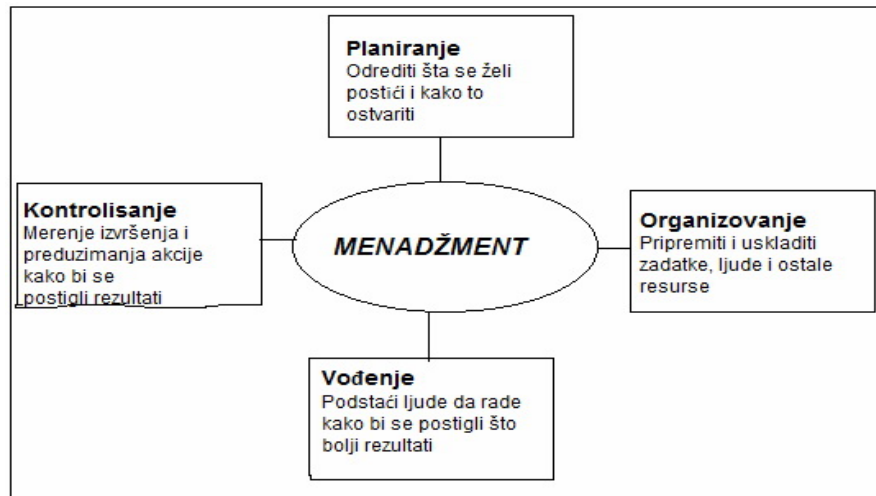 Planiranje
Odrediti šta se želi
postići i kako to
ostvariti
Kontrolisanje
Merenje izvršenja i
preduzimanja akcije
kako bi se
postigli rezultati
MENADŽMENT
Organizovanje
Pripremiti i uskladiti
zadatke, ljude i ostale
resurse
Vođenje
Podstaći ljude da rade
kako bi se postigli što
bolji rezultati